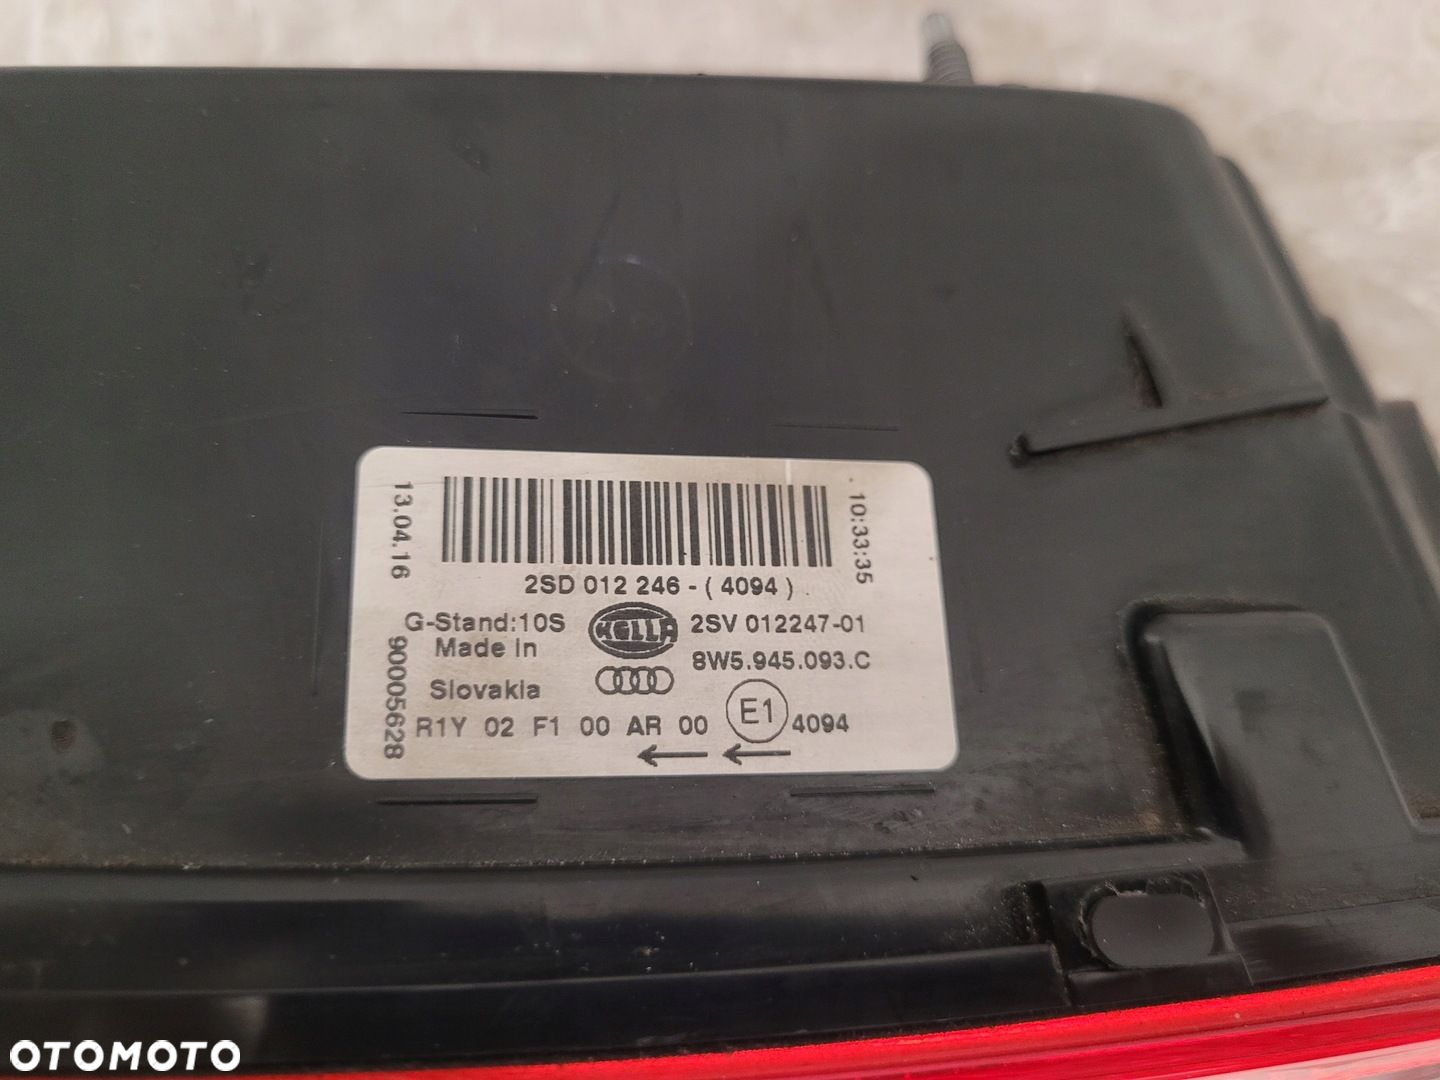 13.04.16
. 10:33:35
2SD 012 246 - ( 4094 ) .
G-Stand:10S
HELLA
2SV 012247-01
Made in
8W5.945.093.C
Slovakia
90005628
R1Y 02 F1 00 AR 00
E1
4094
OTOMOTO